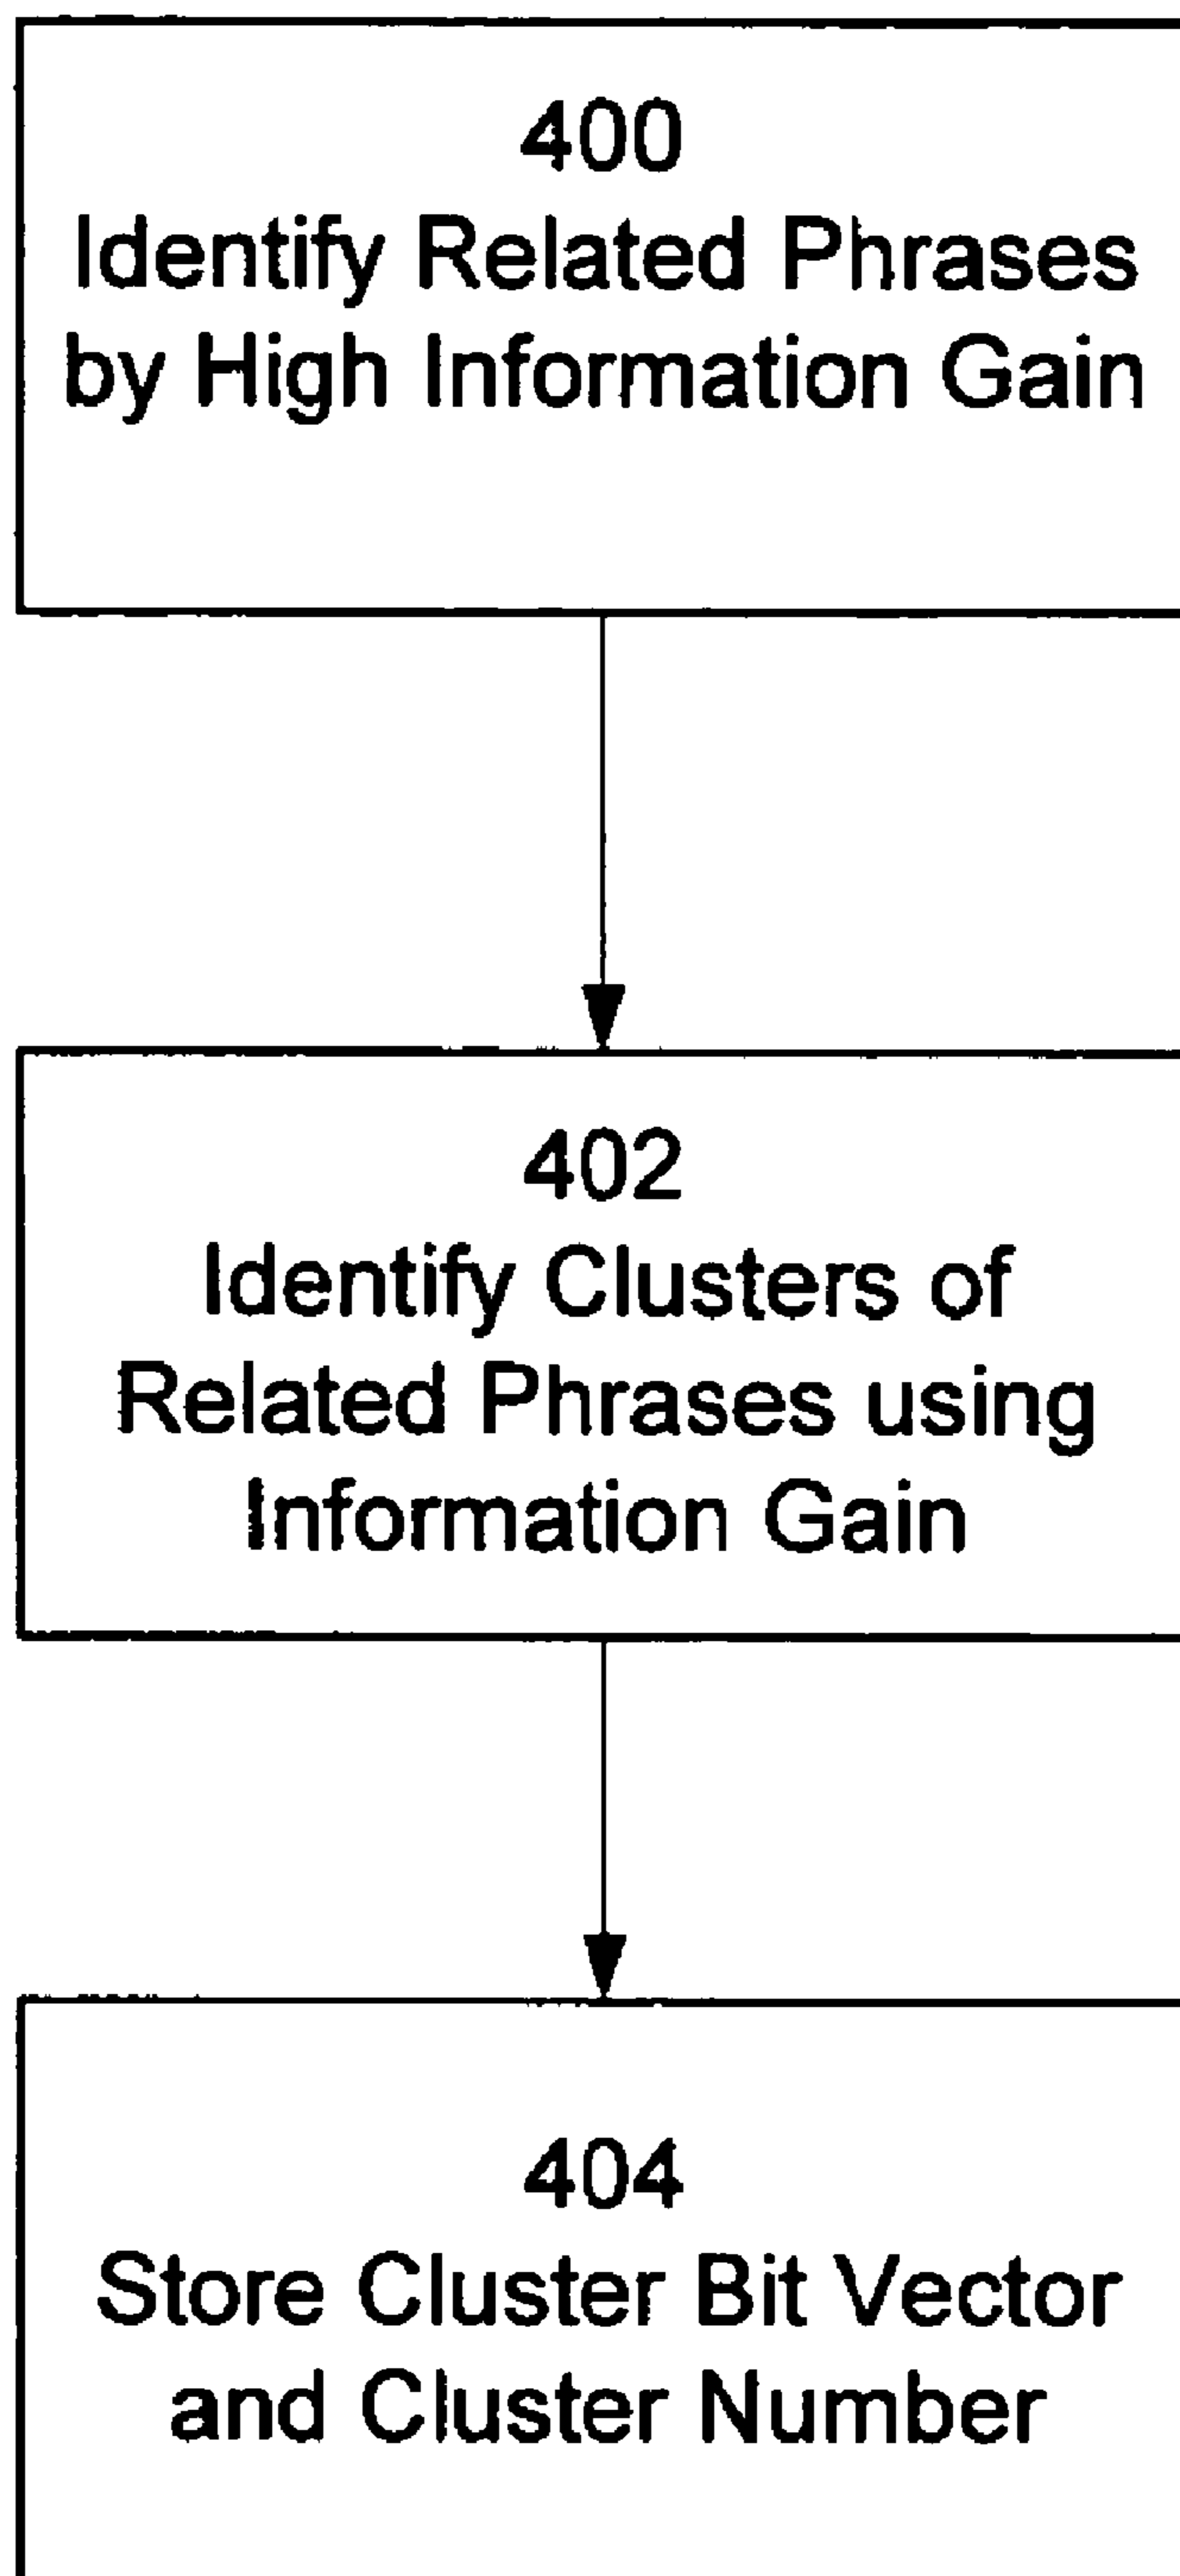 400
Identify Related Phrases
by High Information Gain
402
Identify Clusters of
Related Phrases using
Information Gain
404
Store Cluster Bit Vector
and Cluster Number